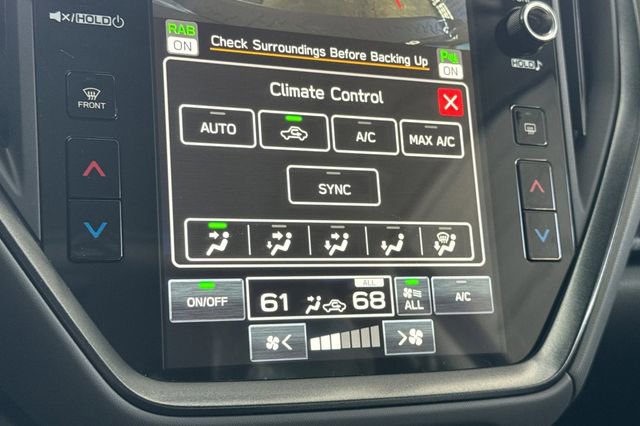 HOLD
RAB
ON
Check Surroundings Before Backing Up
ON
ON
HOLD
Climate Control
FRONT
AUTO
A/C
MAX A/C
SYNC
ON/OFF
61
ALL
68
ALL
A/C